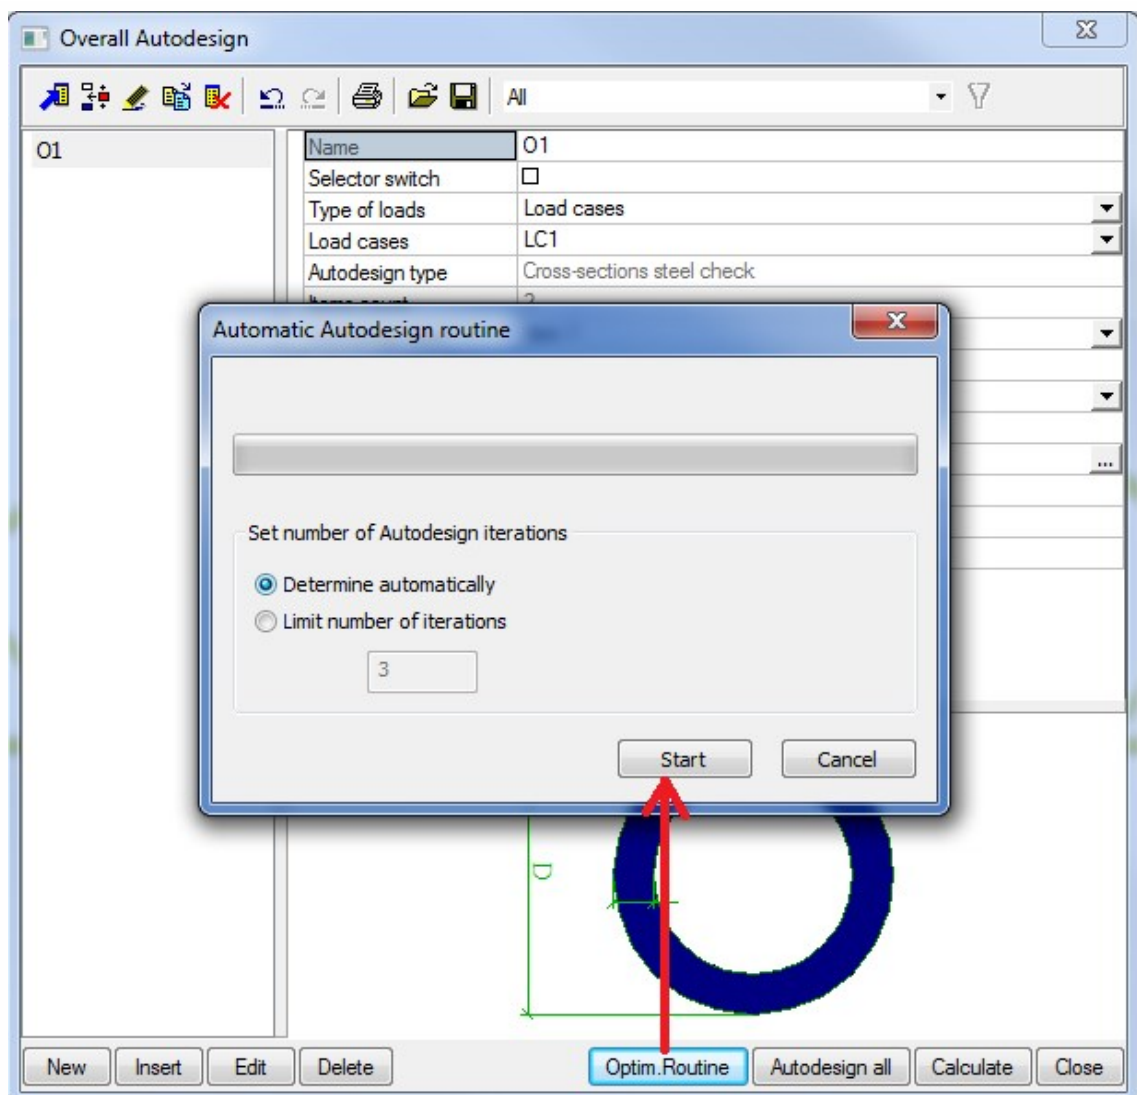 Overall Autodesign
All
O1
Name O1
Selector switch
Type of loads Load cases
Load cases LC1
Autodesign type Cross-sections steel check
Automatic Autodesign routine
Set number of Autodesign iterations
Determine automatically
Limit number of iterations
3
Start Cancel
D
New Insert Edit Delete Optim.Routine Autodesign all Calculate Close